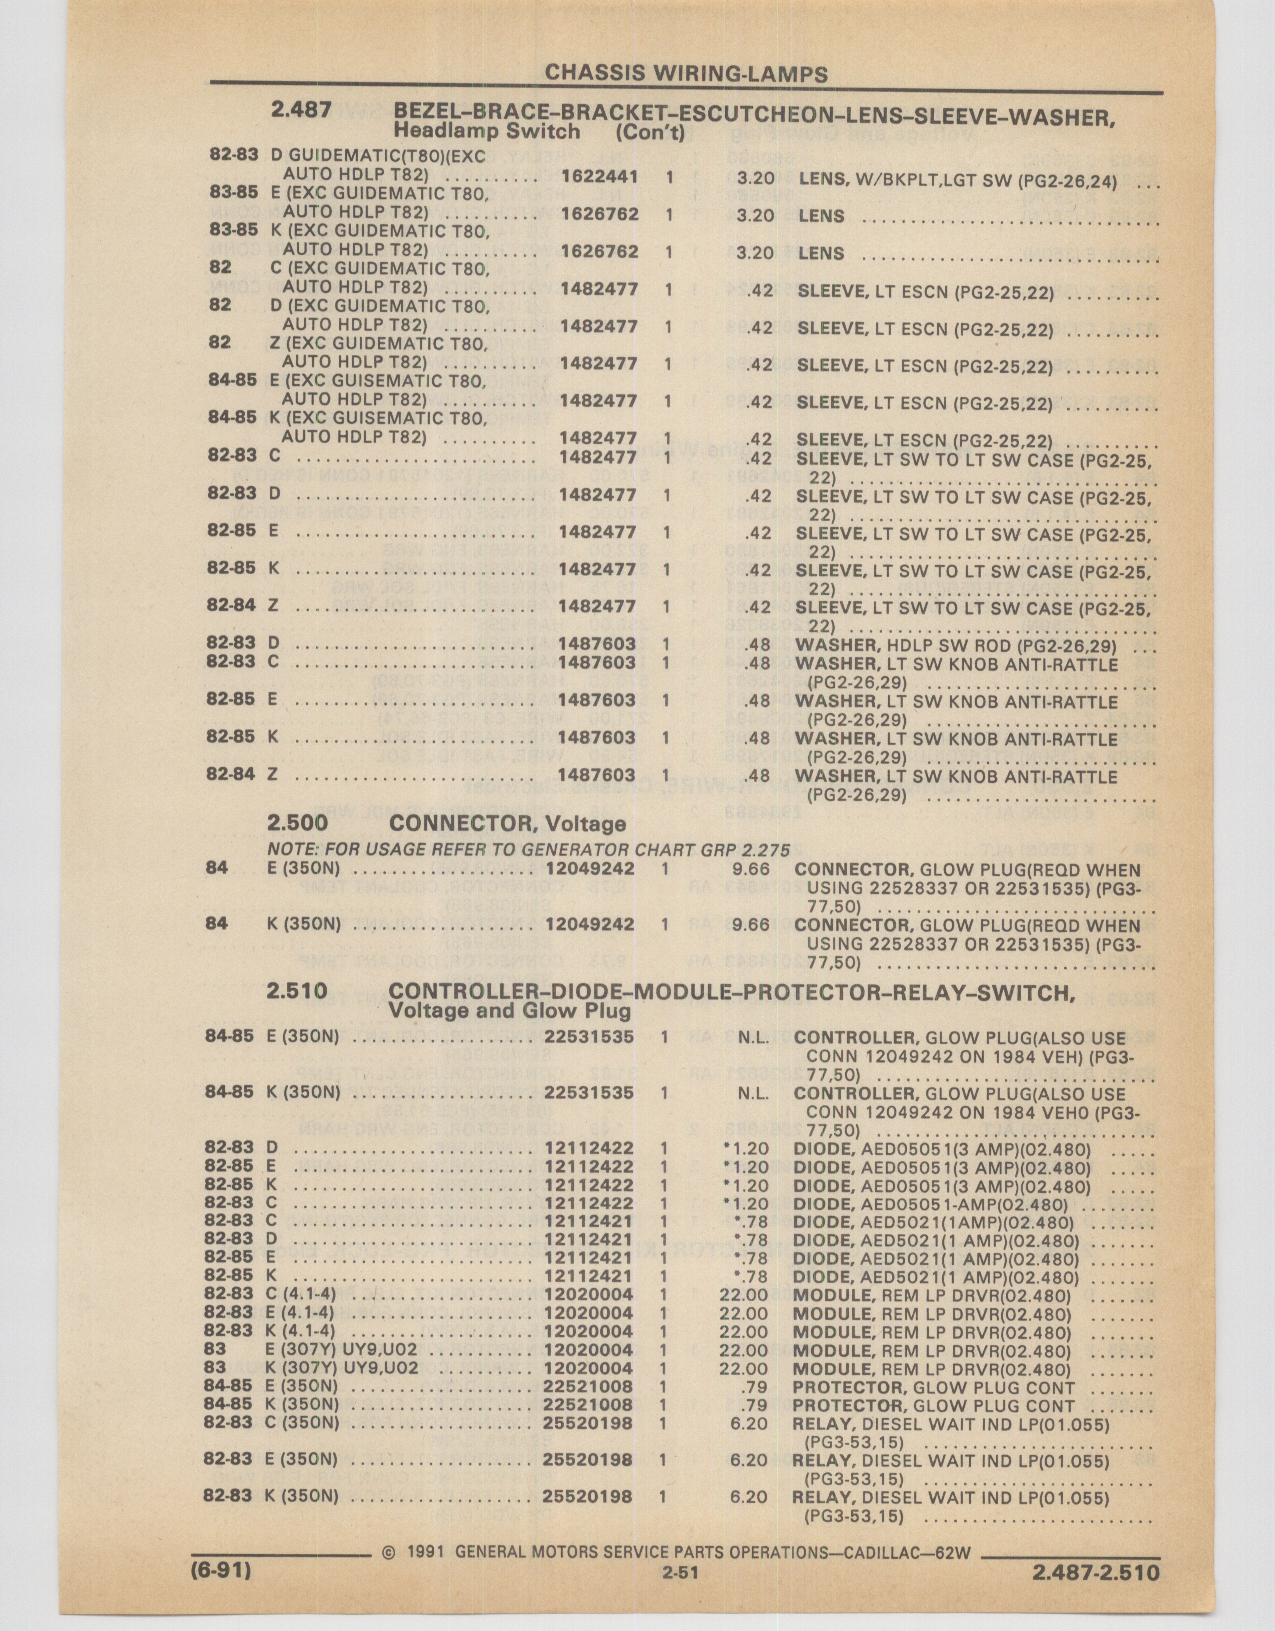 CHASSIS WIRING-LAMPS
2.487 BEZEL–BRACE–BRACKET–ESCUTCHEON–LENS–SLEEVE–WASHER,
Headlamp Switch (Con't)
82-83 D GUIDEMATIC(T80)(EXC
AUTO HDLP T82) .......... 1622441 1 3.20 LENS, W/BKPLT,LGT SW (PG2-26,24) ...
83-85 E (EXC GUIDEMATIC T80,
AUTO HDLP T82) .......... 1626762 1 3.20 LENS ..............................
83-85 K (EXC GUIDEMATIC T80,
AUTO HDLP T82) .......... 1626762 1 3.20 LENS ..............................
82 C (EXC GUIDEMATIC T80,
AUTO HDLP T82) .......... 1482477 1 .42 SLEEVE, LT ESCN (PG2-25,22) ..........
82 D (EXC GUIDEMATIC T80,
AUTO HDLP T82) .......... 1482477 1 .42 SLEEVE, LT ESCN (PG2-25,22) ..........
82 Z (EXC GUIDEMATIC T80,
AUTO HDLP T82) .......... 1482477 1 .42 SLEEVE, LT ESCN (PG2-25,22) ..........
84-85 E (EXC GUISEMATIC T80,
AUTO HDLP T82) .......... 1482477 1 .42 SLEEVE, LT ESCN (PG2-25,22) ..........
84-85 K (EXC GUISEMATIC T80,
AUTO HDLP T82) .......... 1482477 1 .42 SLEEVE, LT ESCN (PG2-25,22) ..........
82-83 C ......................... 1482477 1 .42 SLEEVE, LT SW TO LT SW CASE (PG2-25,
22) ...............................
82-83 D ......................... 1482477 1 .42 SLEEVE, LT SW TO LT SW CASE (PG2-25,
22) ...............................
82-85 E ......................... 1482477 1 .42 SLEEVE, LT SW TO LT SW CASE (PG2-25,
22) ...............................
82-85 K ......................... 1482477 1 .42 SLEEVE, LT SW TO LT SW CASE (PG2-25,
22) ...............................
82-84 Z ......................... 1482477 1 .42 SLEEVE, LT SW TO LT SW CASE (PG2-25,
22) ...............................
82-83 D ......................... 1487603 1 .48 WASHER, HDLP SW ROD (PG2-26,29) ...
82-83 C ......................... 1487603 1 .48 WASHER, LT SW KNOB ANTI-RATTLE
(PG2-26,29) ........................
82-85 E ......................... 1487603 1 .48 WASHER, LT SW KNOB ANTI-RATTLE
(PG2-26,29) ........................
82-85 K ......................... 1487603 1 .48 WASHER, LT SW KNOB ANTI-RATTLE
(PG2-26,29) ........................
82-84 Z ......................... 1487603 1 .48 WASHER, LT SW KNOB ANTI-RATTLE
(PG2-26,29) ........................
2.500 CONNECTOR, Voltage
NOTE: FOR USAGE REFER TO GENERATOR CHART GRP 2.275
84 E (350N) ................... 12049242 1 9.66 CONNECTOR, GLOW PLUG(REQD WHEN
USING 22528337 OR 22531535) (PG3-
77,50) ............................
84 K (350N) ................... 12049242 1 9.66 CONNECTOR, GLOW PLUG(REQD WHEN
USING 22528337 OR 22531535) (PG3-
77,50) ............................
2.510 CONTROLLER–DIODE–MODULE–PROTECTOR–RELAY–SWITCH,
Voltage and Glow Plug
84-85 E (350N) ................... 22531535 1 N.L. CONTROLLER, GLOW PLUG(ALSO USE
CONN 12049242 ON 1984 VEH) (PG3-
77,50) ............................
84-85 K (350N) ................... 22531535 1 N.L. CONTROLLER, GLOW PLUG(ALSO USE
CONN 12049242 ON 1984 VEHO (PG3-
77,50) ............................
82-83 D ......................... 12112422 1 *1.20 DIODE, AED05051(3 AMP)(02.480) .....
82-85 E ......................... 12112422 1 *1.20 DIODE, AED05051(3 AMP)(02.480) .....
82-85 K ......................... 12112422 1 *1.20 DIODE, AED05051(3 AMP)(02.480) .....
82-83 C ......................... 12112422 1 *1.20 DIODE, AED05051-AMP(02.480) ........
82-83 C ......................... 12112421 1 *.78 DIODE, AED5021(1AMP)(02.480) .......
82-83 D ......................... 12112421 1 *.78 DIODE, AED5021(1 AMP)(02.480) .......
82-85 E ......................... 12112421 1 *.78 DIODE, AED5021(1 AMP)(02.480) .......
82-85 K ......................... 12112421 1 *.78 DIODE, AED5021(1 AMP)(02.480) .......
82-83 C (4.1-4) ................... 12020004 1 22.00 MODULE, REM LP DRVR(02.480) .......
82-83 E (4.1-4) ................... 12020004 1 22.00 MODULE, REM LP DRVR(02.480) .......
82-83 K (4.1-4) ................... 12020004 1 22.00 MODULE, REM LP DRVR(02.480) .......
83 E (307Y) UY9,U02 ........... 12020004 1 22.00 MODULE, REM LP DRVR(02.480) .......
83 K (307Y) UY9,U02 .......... 12020004 1 22.00 MODULE, REM LP DRVR(02.480) .......
84-85 E (350N) ................... 22521008 1 .79 PROTECTOR, GLOW PLUG CONT .......
84-85 K (350N) ................... 22521008 1 .79 PROTECTOR, GLOW PLUG CONT .......
82-83 C (350N) ................... 25520198 1 6.20 RELAY, DIESEL WAIT IND LP(01.055)
(PG3-53,15) ........................
82-83 E (350N) ................... 25520198 1 6.20 RELAY, DIESEL WAIT IND LP(01.055)
(PG3-53,15) ........................
82-83 K (350N) ................... 25520198 1 6.20 RELAY, DIESEL WAIT IND LP(01.055)
(PG3-53,15) ........................
© 1991 GENERAL MOTORS SERVICE PARTS OPERATIONS—CADILLAC—62W
(6-91) 2-51 2.487-2.510